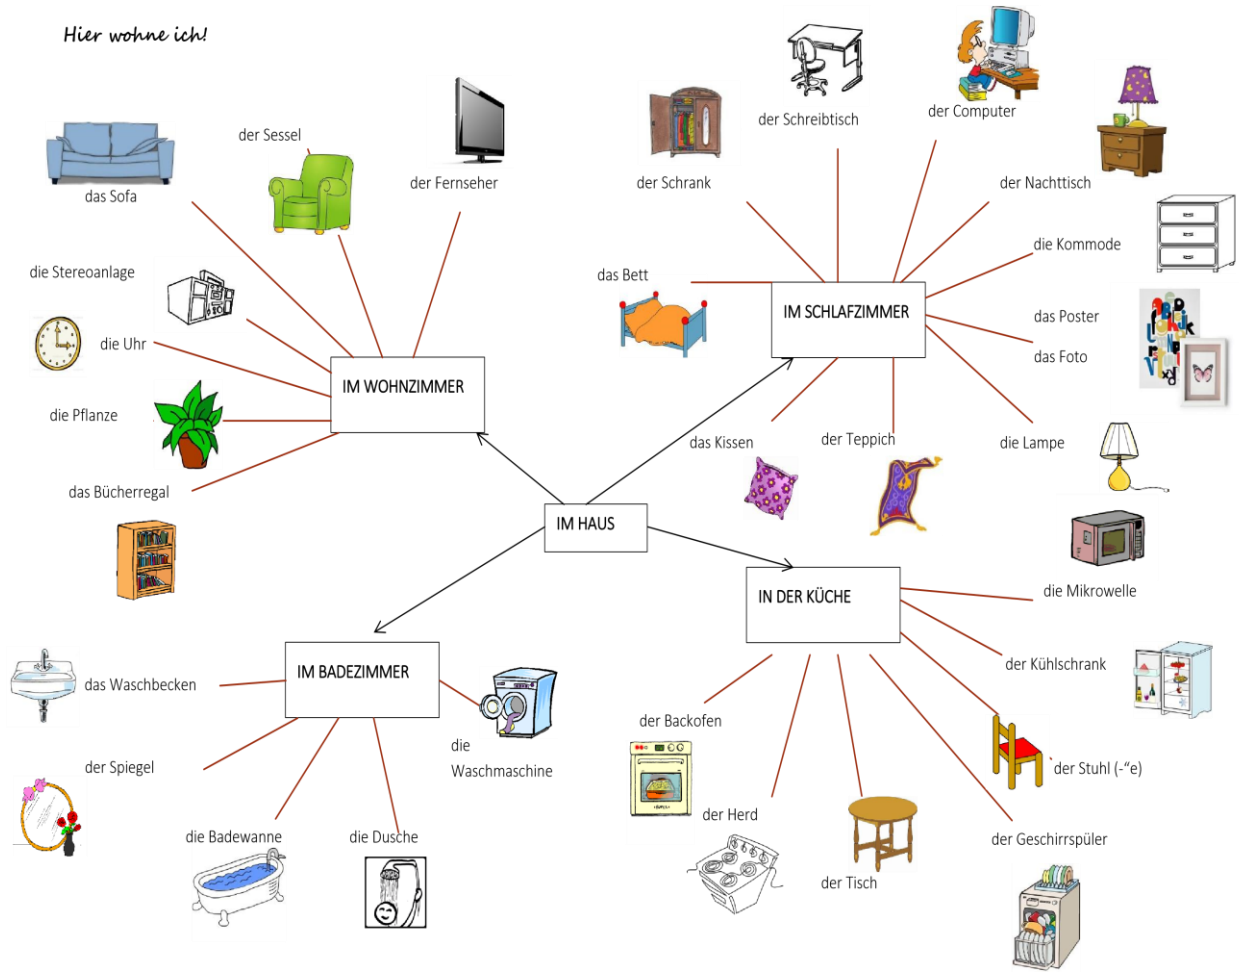 Hier wohne ich!
das Sofa
der Sessel
der Fernseher
die Stereoanlage
die Uhr
die Pflanze
das Bücherregal
IM WOHNZIMMER
der Schrank
der Schreibtisch
der Computer
der Nachttisch
die Kommode
das Poster
das Foto
die Lampe
das Bett
IM SCHLAFZIMMER
das Kissen
der Teppich
IM HAUS
IN DER KÜCHE
die Mikrowelle
der Kühlschrank
der Stuhl (-“e)
der Geschirrspüler
der Backofen
der Herd
der Tisch
IM BADEZIMMER
das Waschbecken
der Spiegel
die Badewanne
die Dusche
die
Waschmaschine